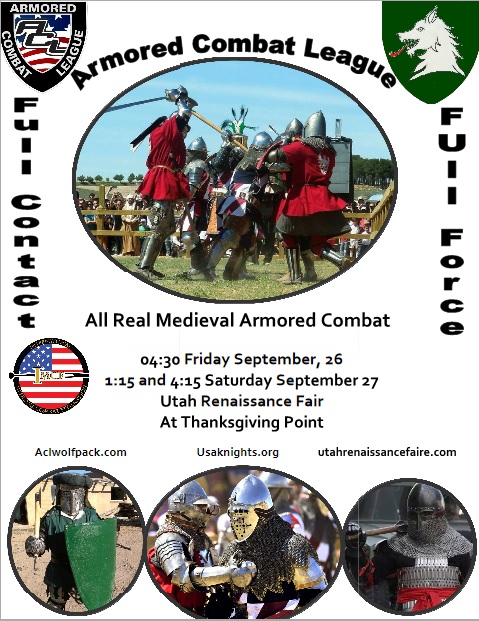 ARMORED
ACL
COMBAT LEAGUE
Armored Combat League
Full Contact
FUll Force
All Real Medieval Armored Combat
04:30 Friday September, 26
1:15 and 4:15 Saturday September 27
Utah Renaissance Fair
At Thanksgiving Point
Aclwolfpack.com
Usaknights.org
utahrenaissancefaire.com